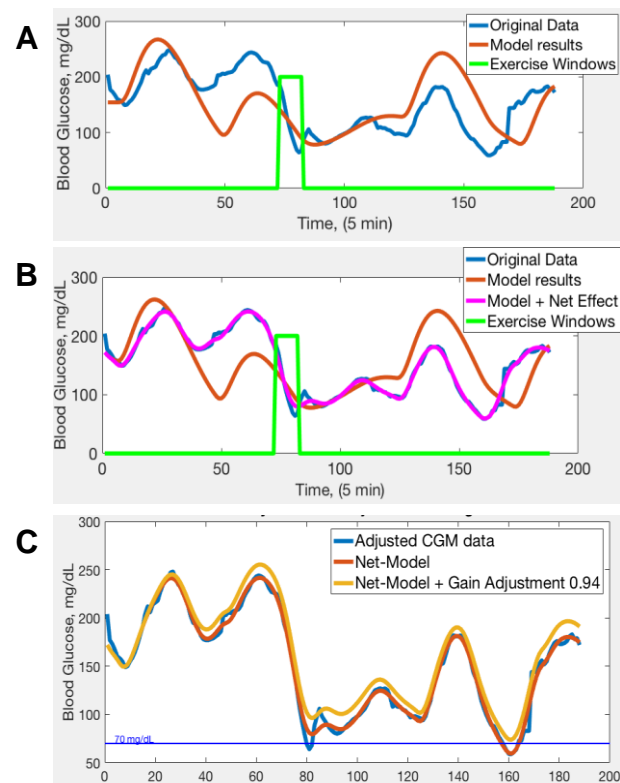 A
Blood Glucose, mg/dL
300
200
100
0
0
50
100
150
200
Time, (5 min)
Original Data
Model results
Exercise Windows
B
Blood Glucose, mg/dL
300
200
100
0
0
50
100
150
200
Time, (5 min)
Original Data
Model results
Model + Net Effect
Exercise Windows
C
Blood Glucose, mg/dL
300
250
200
150
100
50
70 mg/dL
0
20
40
60
80
100
120
140
160
180
200
Adjusted CGM data
Net-Model
Net-Model + Gain Adjustment 0.94